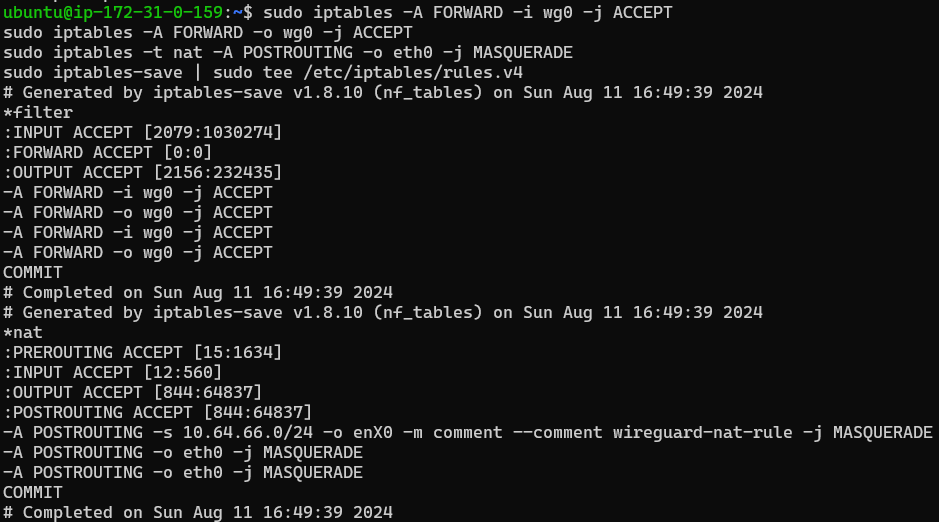 ubuntu@ip-172-31-0-159:~$ sudo iptables -A FORWARD -i wg0 -j ACCEPT
sudo iptables -A FORWARD -o wg0 -j ACCEPT
sudo iptables -t nat -A POSTROUTING -o eth0 -j MASQUERADE
sudo iptables-save | sudo tee /etc/iptables/rules.v4
# Generated by iptables-save v1.8.10 (nf_tables) on Sun Aug 11 16:49:39 2024
*filter
:INPUT ACCEPT [2079:1030274]
:FORWARD ACCEPT [0:0]
:OUTPUT ACCEPT [2156:232435]
-A FORWARD -i wg0 -j ACCEPT
-A FORWARD -o wg0 -j ACCEPT
-A FORWARD -i wg0 -j ACCEPT
-A FORWARD -o wg0 -j ACCEPT
COMMIT
# Completed on Sun Aug 11 16:49:39 2024
# Generated by iptables-save v1.8.10 (nf_tables) on Sun Aug 11 16:49:39 2024
*nat
:PREROUTING ACCEPT [15:1634]
:INPUT ACCEPT [12:560]
:OUTPUT ACCEPT [844:64837]
:POSTROUTING ACCEPT [844:64837]
-A POSTROUTING -s 10.64.66.0/24 -o enX0 -m comment --comment wireguard-nat-rule -j MASQUERADE
-A POSTROUTING -o eth0 -j MASQUERADE
-A POSTROUTING -o eth0 -j MASQUERADE
COMMIT
# Completed on Sun Aug 11 16:49:39 2024